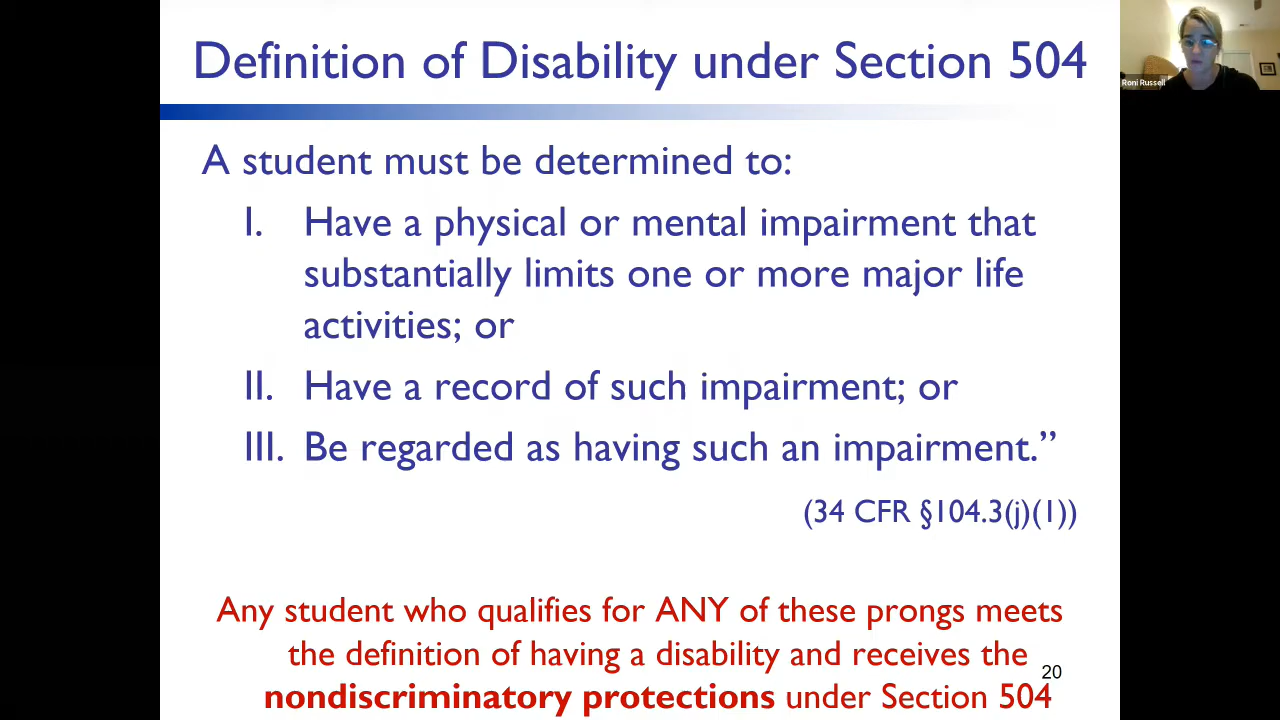 Definition of Disability under Section 504
Roni Russell
A student must be determined to:
I. Have a physical or mental impairment that
substantially limits one or more major life
activities; or
II. Have a record of such impairment; or
III. Be regarded as having such an impairment.”
(34 CFR §104.3(j)(1))
Any student who qualifies for ANY of these prongs meets
the definition of having a disability and receives the
20
nondiscriminatory protections under Section 504